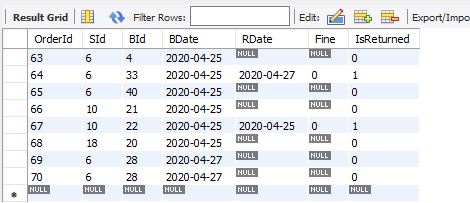 Result Grid Filter Rows: Edit: Export/Impo
OrderId SId BId BDate RDate Fine IsReturned
63 6 4 2020-04-25 NULL NULL 0
64 6 33 2020-04-25 2020-04-27 0 1
65 6 40 2020-04-25 NULL NULL 0
66 10 21 2020-04-25 NULL NULL 0
67 10 22 2020-04-25 2020-04-25 0 1
68 18 20 2020-04-25 NULL NULL 0
69 6 28 2020-04-27 NULL NULL 0
70 6 28 2020-04-27 NULL NULL 0
NULL NULL NULL NULL NULL NULL NULL